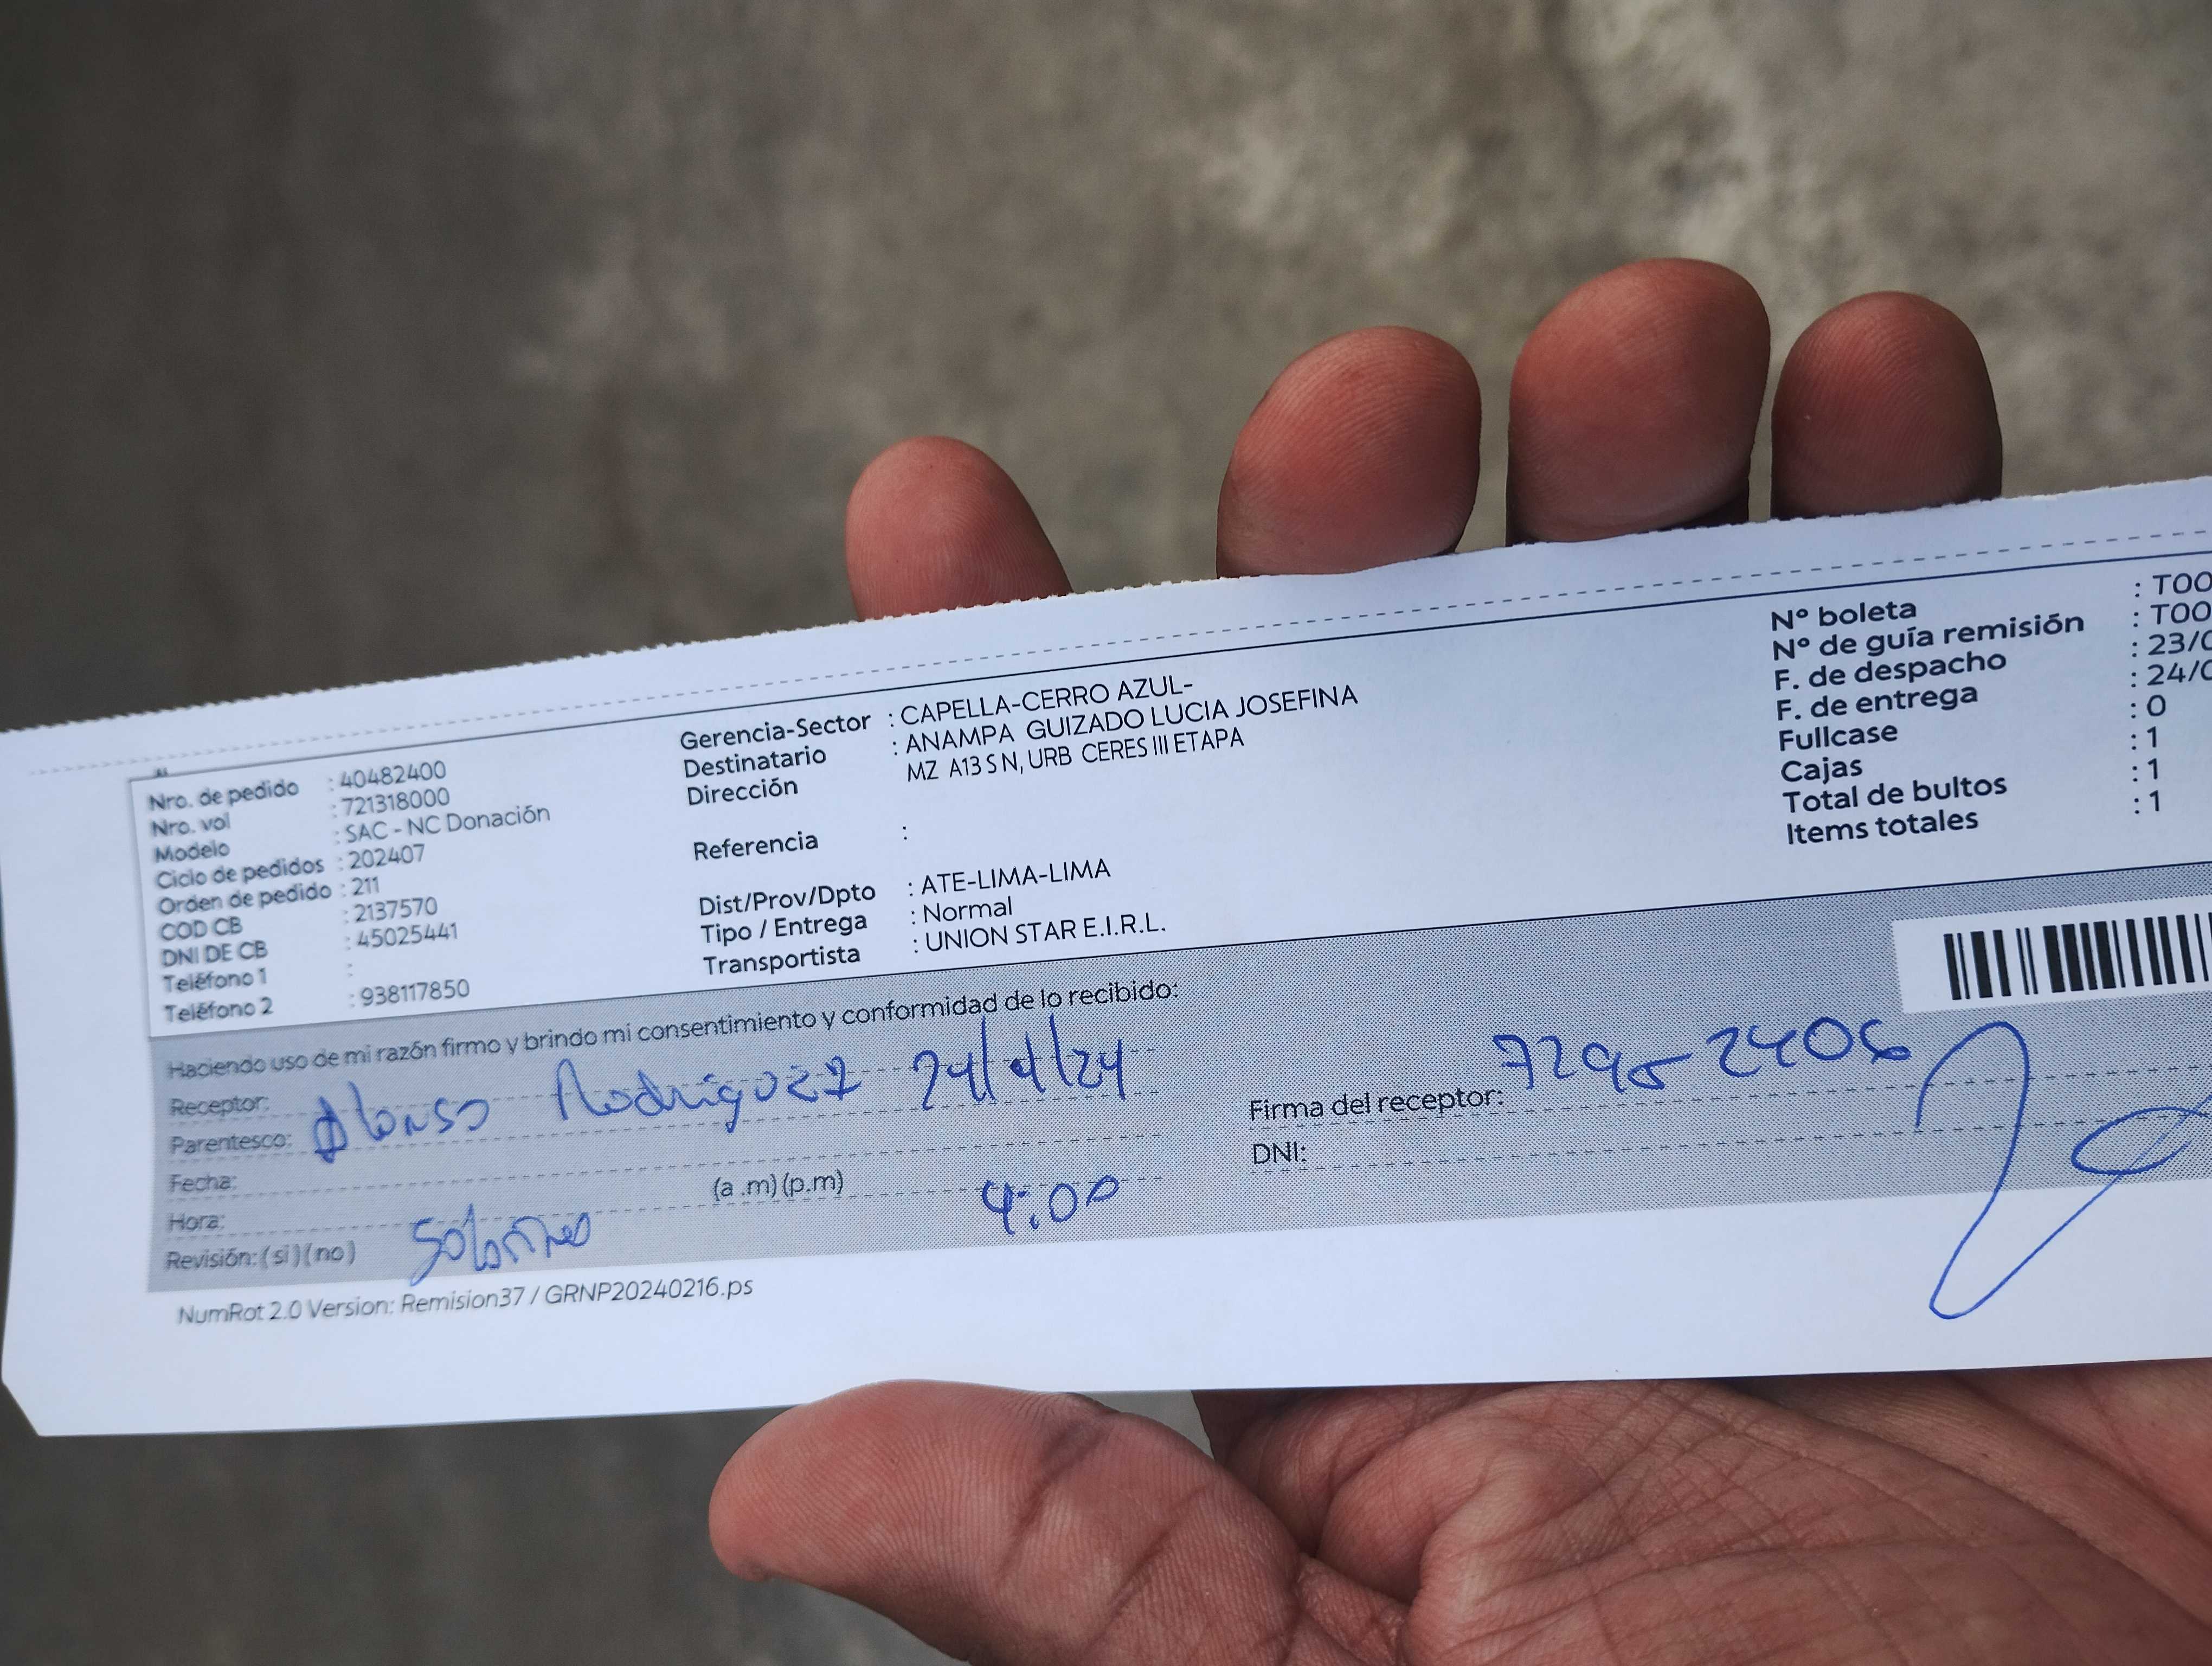 Nro. de pedido : 40482400
Nro. vol : 721318000
Modelo : SAC - NC Donación
Ciclo de pedidos : 202407
Orden de pedido : 211
COD CB : 2137570
DNI DE CB : 45025441
Teléfono 1 :
Teléfono 2 : 938117850
Gerencia-Sector : CAPELLA-CERRO AZUL-
Destinatario : ANAMPA GUIZADO LUCIA JOSEFINA
Dirección MZ A13 S N, URB CERES III ETAPA
Referencia :
Dist/Prov/Dpto : ATE-LIMA-LIMA
Tipo / Entrega : Normal
Transportista : UNION STAR E.I.R.L.
Nº boleta : T00
Nº de guía remisión : T00
F. de despacho : 23/0
F. de entrega : 24/0
Fullcase : 0
Cajas : 1
Total de bultos : 1
Items totales : 1
Haciendo uso de mi razón firmo y brindo mi consentimiento y conformidad de lo recibido:
Receptor:
Alonso Rodriguez 24/4/24
Parentesco:
Fecha:
Hora: (a .m) (p.m) 4:00
Revisión: ( si ) ( no )
Firma del receptor:
DNI:
NumRot 2.0 Version: Remision37 / GRNP20240216.ps